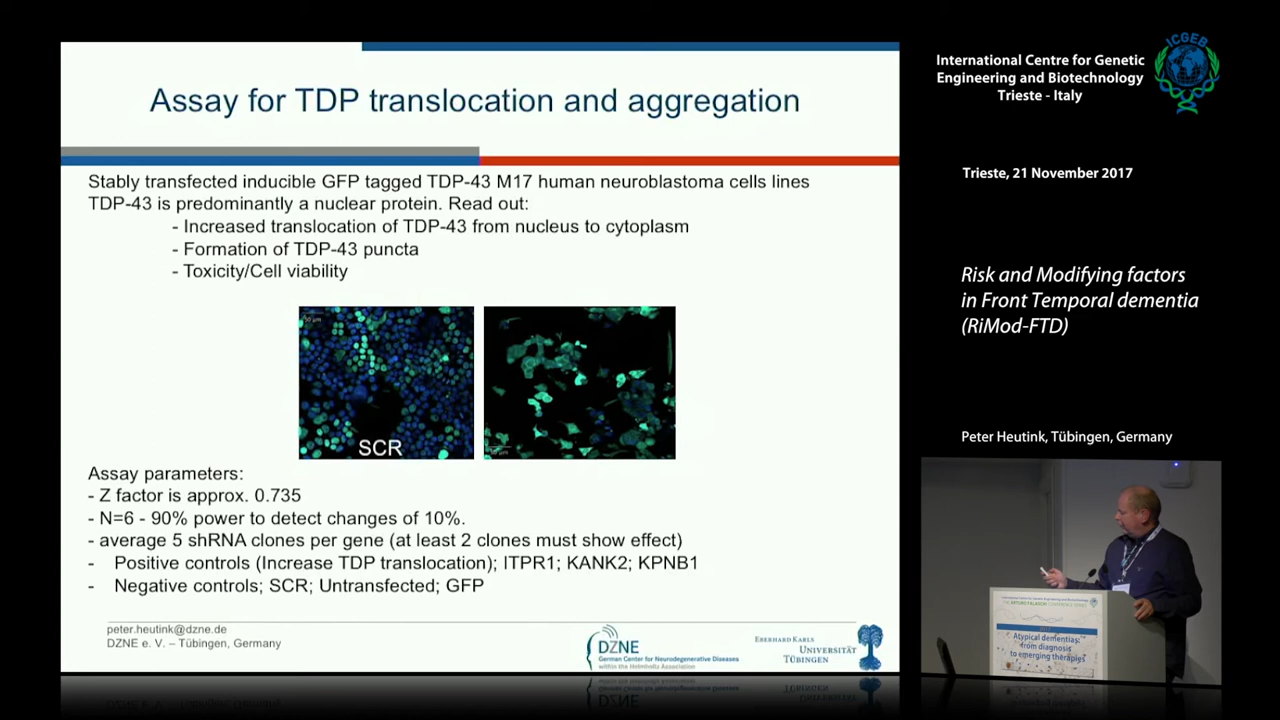 Assay for TDP translocation and aggregation
Stably transfected inducible GFP tagged TDP-43 M17 human neuroblastoma cells lines
TDP-43 is predominantly a nuclear protein. Read out:
- Increased translocation of TDP-43 from nucleus to cytoplasm
- Formation of TDP-43 puncta
- Toxicity/Cell viability
SCR
Assay parameters:
- Z factor is approx. 0.735
- N=6 - 90% power to detect changes of 10%.
- average 5 shRNA clones per gene (at least 2 clones must show effect)
- Positive controls (Increase TDP translocation); ITPR1; KANK2; KPNB1
- Negative controls; SCR; Untransfected; GFP
peter.heutink@dzne.de
DZNE e. V. – Tübingen, Germany
DZNE
German Center for Neurodegenerative Diseases
within the Helmholtz Association
EBERHARD KARLS
UNIVERSITÄT
TÜBINGEN
International Centre for Genetic
Engineering and Biotechnology
Trieste - Italy
ICGEB
Trieste, 21 November 2017
Risk and Modifying factors
in Front Temporal dementia
(RiMod-FTD)
Peter Heutink, Tübingen, Germany
Atypical dementias:
from diagnosis
to emerging therapies